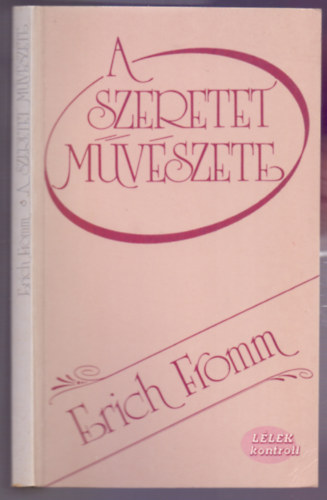 A
SZERETET
MŰVÉSZETE
Erich Fromm
LÉLEK
kontroll
Erich Fromm • A SZERETET MŰVÉSZETE